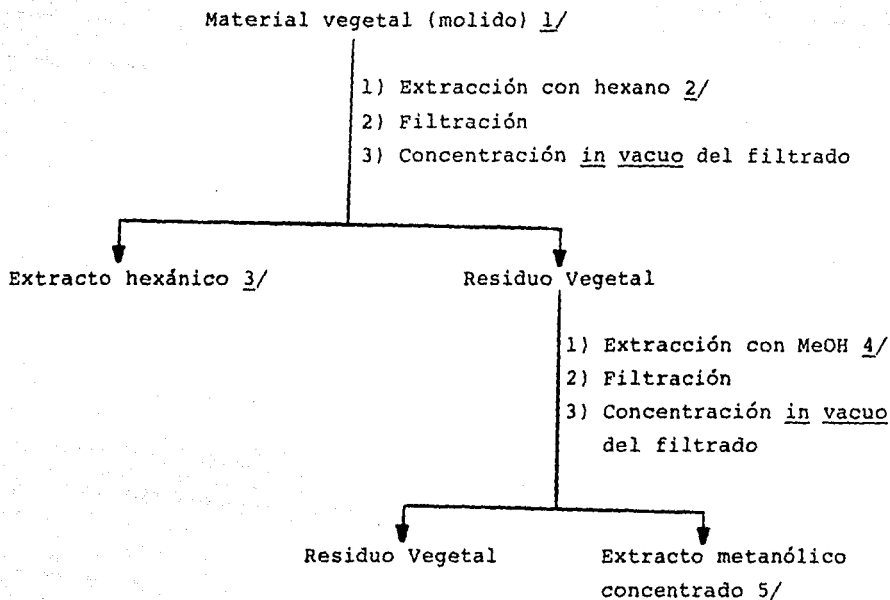 Material vegetal (molido) 1/
1) Extracción con hexano 2/
2) Filtración
3) Concentración in vacuo del filtrado
Extracto hexánico 3/
Residuo Vegetal
1) Extracción con MeOH 4/
2) Filtración
3) Concentración in vacuo
del filtrado
Residuo Vegetal
Extracto metanólico
concentrado 5/